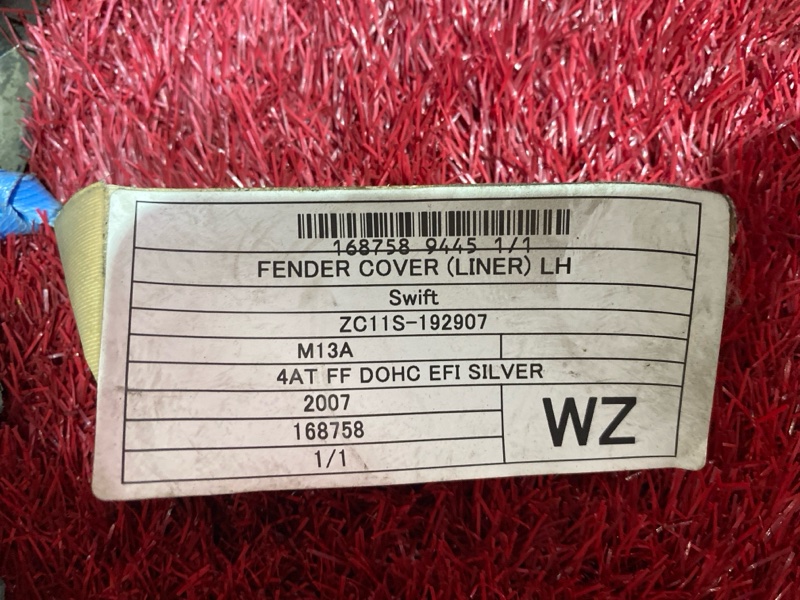 168758 9445 1/1
FENDER COVER (LINER) LH
Swift
ZC11S-192907
M13A
4AT FF DOHC EFI SILVER
2007
WZ
168758
1/1